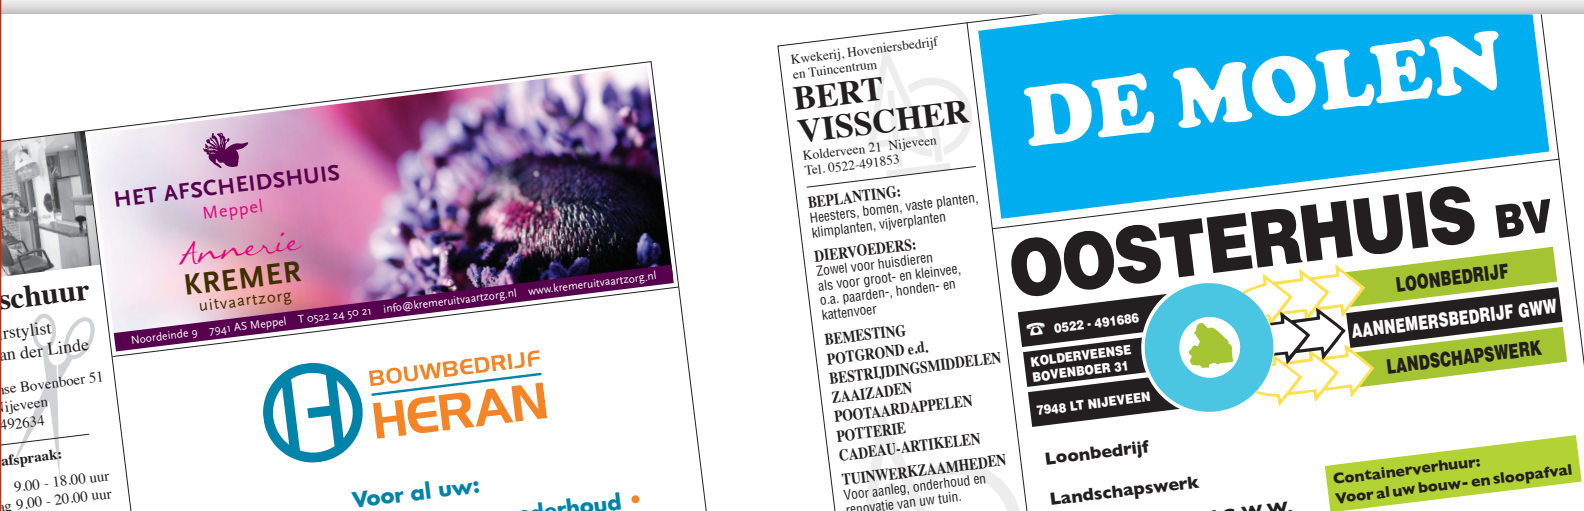 schuur
Linde
Bovenboer 51
492634
afspraak:
9.00 - 18.00 uur
9.00 - 20.00 uur
HET AFSCHEIDSHUIS
Meppel
Annerie
KREMER
uitvaartzorg
Noordeinde 9 7941 AS Meppel T 0522 24 50 21 info@kremeruitvaartzorg.nl www.kremeruitvaartzorg.nl
BOUWBEDRIJF
HERAN
Voor al uw:
Kwekerij, Hoveniersbedrijf
en Tuincentrum
BERT
VISSCHER
Kolderveen 21 Nijeveen
Tel. 0522-491853
BEPLANTING:
Heesters, bomen, vaste planten,
klimplanten, vijverplanten
DIERVOEDERS:
Zowel voor huisdieren
als voor groot- en kleinvee,
o.a. paarden-, honden- en
kattenvoer
BEMESTING
POTGROND e.d.
BESTRIJDINGSMIDDELEN
ZAAIZADEN
POOTAARDAPPELEN
POTTERIE
CADEAU-ARTIKELEN
TUINWERKZAAMHEDEN
Voor aanleg, onderhoud en
renovatie van uw tuin.
DE MOLEN
OOSTERHUIS BV
☎ 0522 - 491686
KOLDERVEENSE
BOVENBOER 31
7948 LT NIJEVEEN
LOONBEDRIJF
AANNEMERSBEDRIJF GWW
LANDSCHAPSWERK
Loonbedrijf
Landschapswerk
Containerverhuur:
Voor al uw bouw- en sloopafval